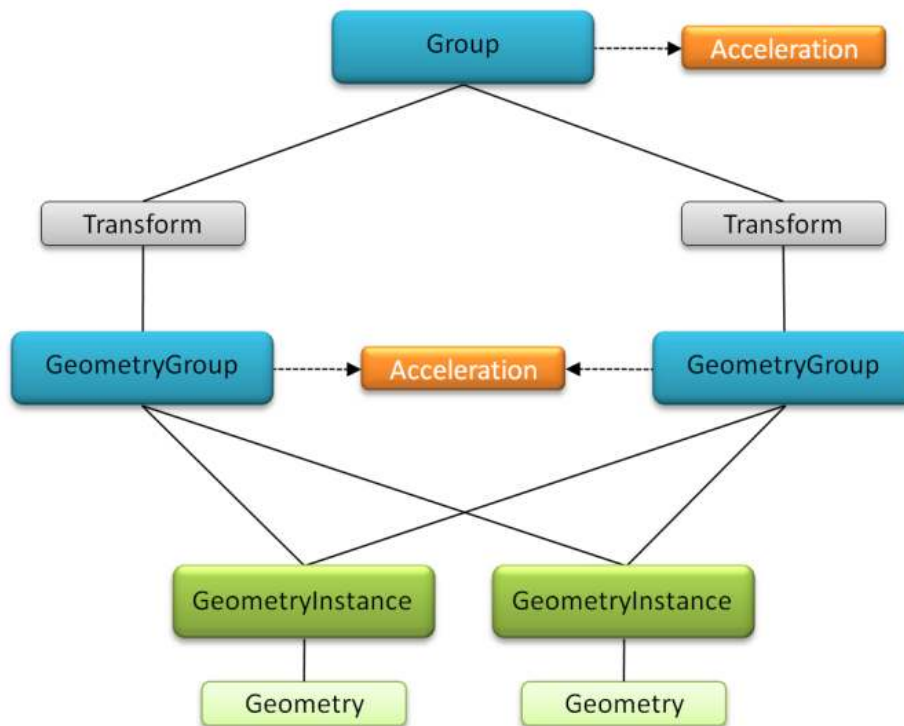 Group
Acceleration
Transform
Transform
GeometryGroup
Acceleration
GeometryGroup
GeometryInstance
GeometryInstance
Geometry
Geometry